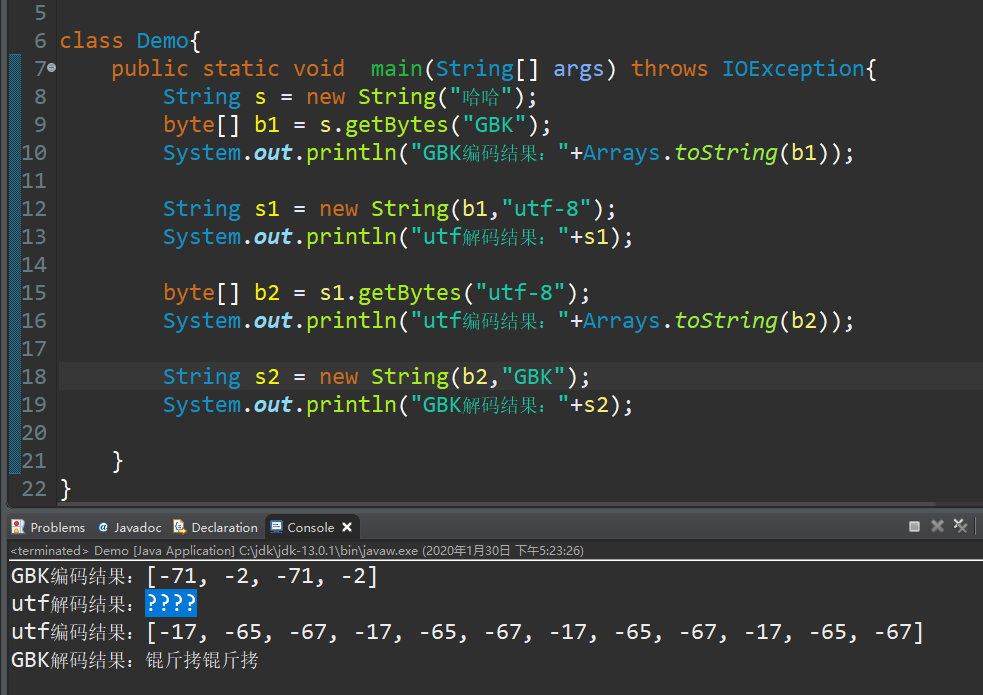 5
6 class Demo{
7 public static void main(String[] args) throws IOException{
8 String s = new String("哈哈");
9 byte[] b1 = s.getBytes("GBK");
10 System.out.println("GBK编码结果："+Arrays.toString(b1));
11
12 String s1 = new String(b1,"utf-8");
13 System.out.println("utf解码结果："+s1);
14
15 byte[] b2 = s1.getBytes("utf-8");
16 System.out.println("utf编码结果："+Arrays.toString(b2));
17
18 String s2 = new String(b2,"GBK");
19 System.out.println("GBK解码结果："+s2);
20
21 }
22 }
Problems @ Javadoc Declaration Console
<terminated> Demo [Java Application] C:\jdk\jdk-13.0.1\bin\javaw.exe (2020年1月30日 下午5:23:26)
GBK编码结果：[-71, -2, -71, -2]
utf解码结果：????
utf编码结果：[-17, -65, -67, -17, -65, -67, -17, -65, -67, -17, -65, -67]
GBK解码结果：锟斤拷锟斤拷